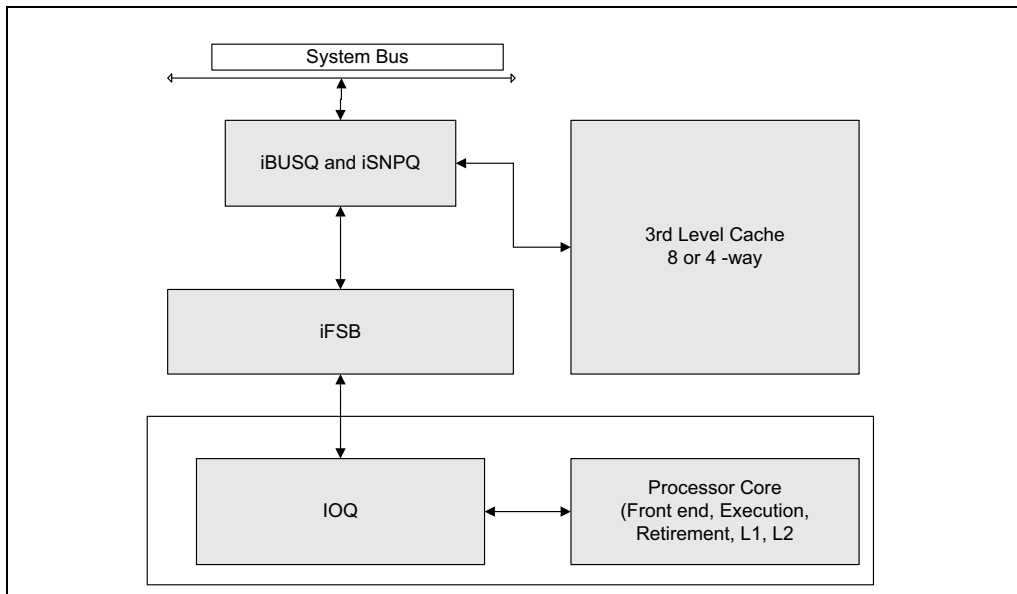 System Bus
iBUSQ and iSNPQ
3rd Level Cache
8 or 4 -way
iFSB
IOQ
Processor Core
(Front end, Execution,
Retirement, L1, L2